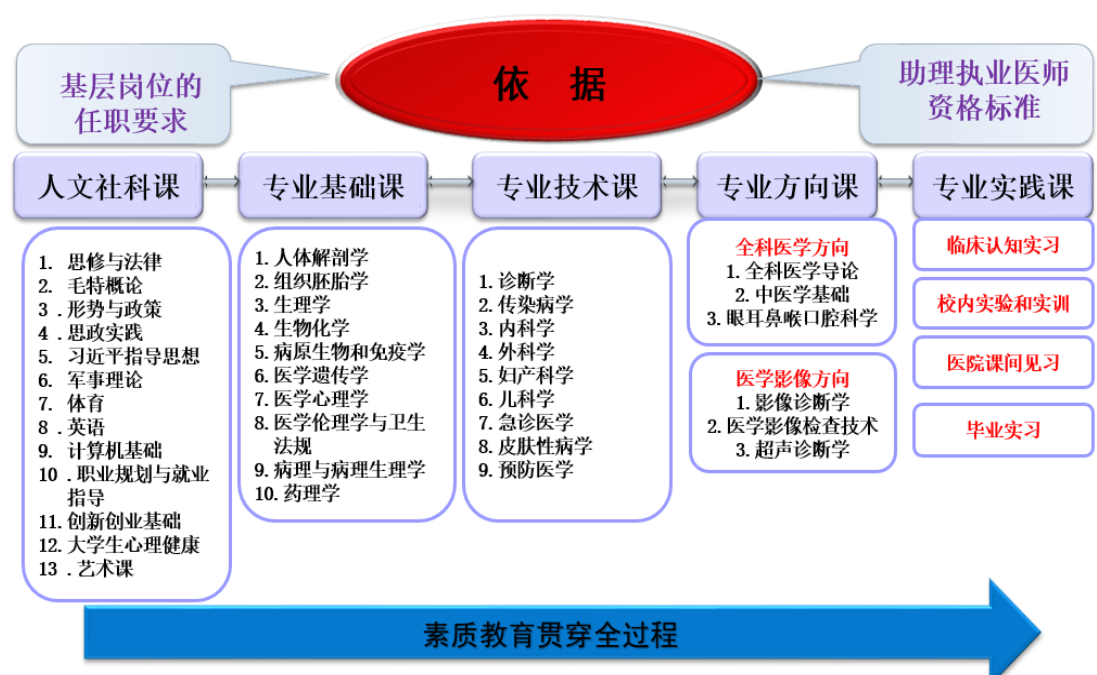 依 据
基层岗位的
任职要求
助理执业医师
资格标准
人文社科课
专业基础课
专业技术课
专业方向课
专业实践课
1. 思修与法律
2. 毛特概论
3 .形势与政策
4 .思政实践
5. 习近平指导思想
6. 军事理论
7. 体育
8 .英语
9. 计算机基础
10 .职业规划与就业
指导
11.创新创业基础
12.大学生心理健康
13 .艺术课
1.人体解剖学
2.组织胚胎学
3.生理学
4.生物化学
5.病原生物和免疫学
6.医学遗传学
7.医学心理学
8.医学伦理学与卫生
法规
9.病理与病理生理学
10.药理学
1.诊断学
2.传染病学
3.内科学
4.外科学
5.妇产科学
6.儿科学
7.急诊医学
8.皮肤性病学
9.预防医学
全科医学方向
1.全科医学导论
2.中医学基础
3.眼耳鼻喉口腔科学
医学影像方向
1.影像诊断学
2.医学影像检查技术
3.超声诊断学
临床认知实习
校内实验和实训
医院课间见习
毕业实习
素质教育贯穿全过程